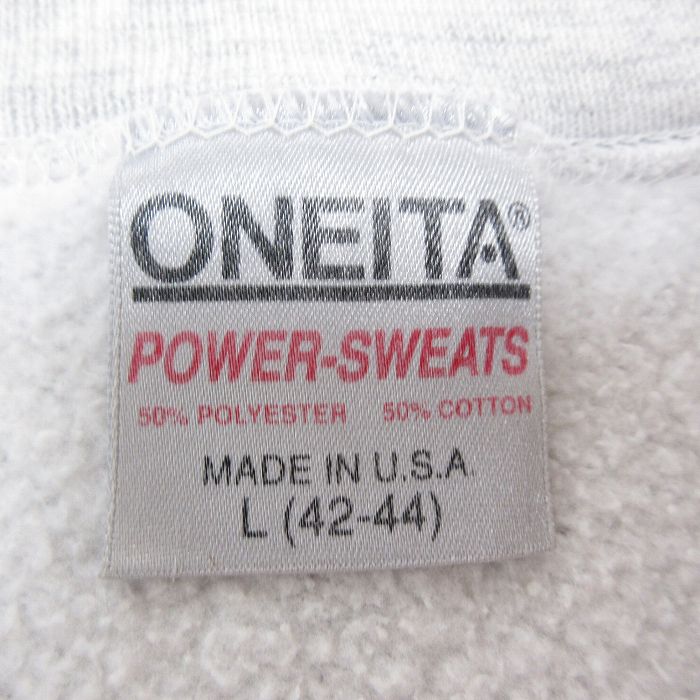 ONEITA®
POWER-SWEATS
50% POLYESTER 50% COTTON
MADE IN U.S.A.
L (42-44)